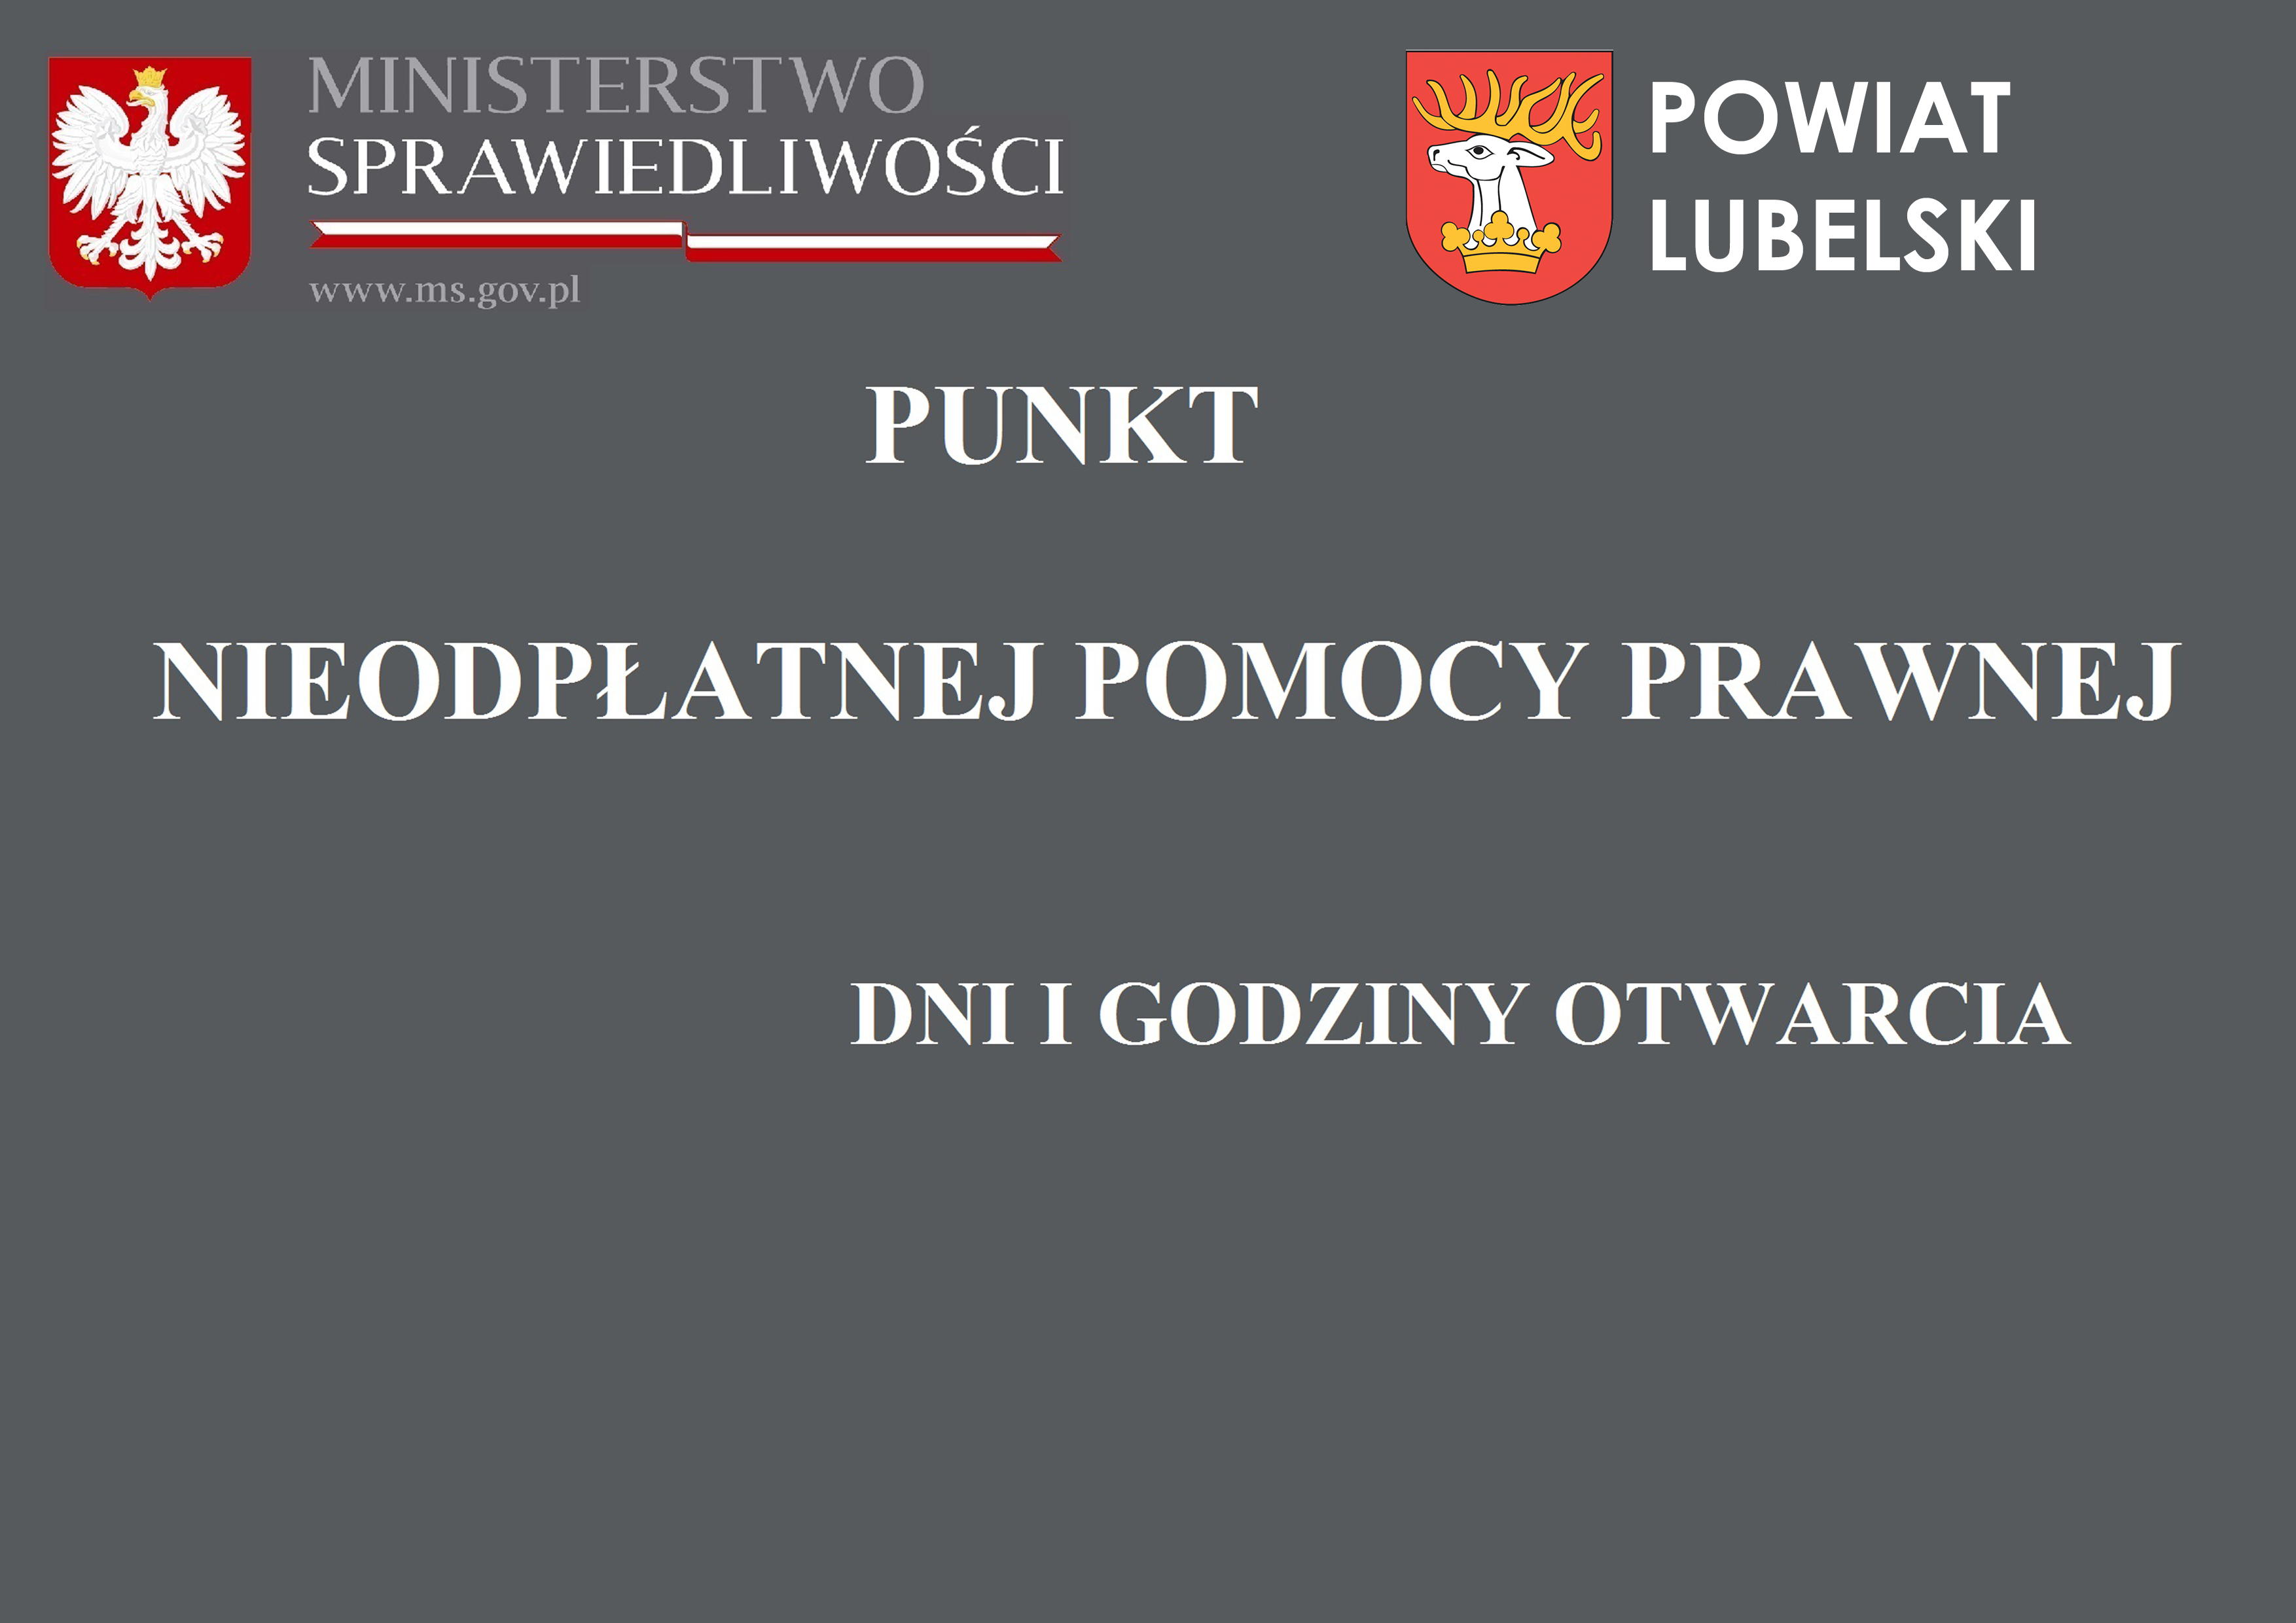 MINISTERSTWO
SPRAWIEDLIWOŚCI
www.ms.gov.pl
POWIAT
LUBELSKI
PUNKT
NIEODPŁATNEJ POMOCY PRAWNEJ
DNI I GODZINY OTWARCIA